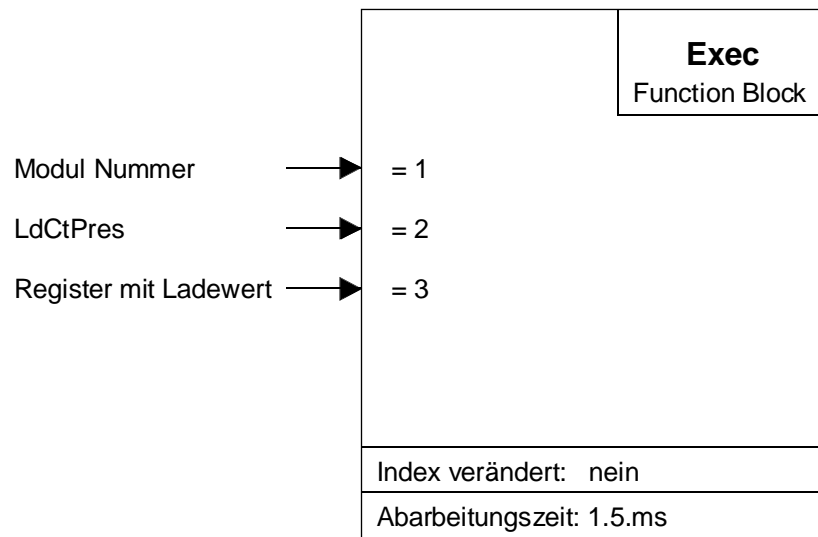 Exec
Function Block
Modul Nummer = 1
LdCtPres = 2
Register mit Ladewert = 3
Index verändert: nein
Abarbeitungszeit: 1.5.ms